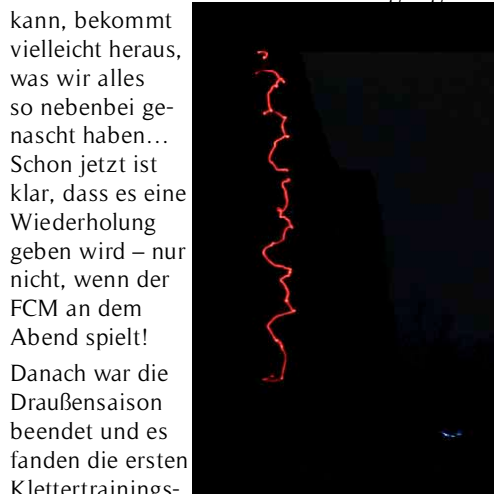 kann, bekommt
vielleicht heraus,
was wir alles
so nebenbei ge-
nascht haben…
Schon jetzt ist
klar, dass es eine
Wiederholung
geben wird – nur
nicht, wenn der
FCM an dem
Abend spielt!
Danach war die
Draußensaison
beendet und es
fanden die ersten
Klettertrainings-